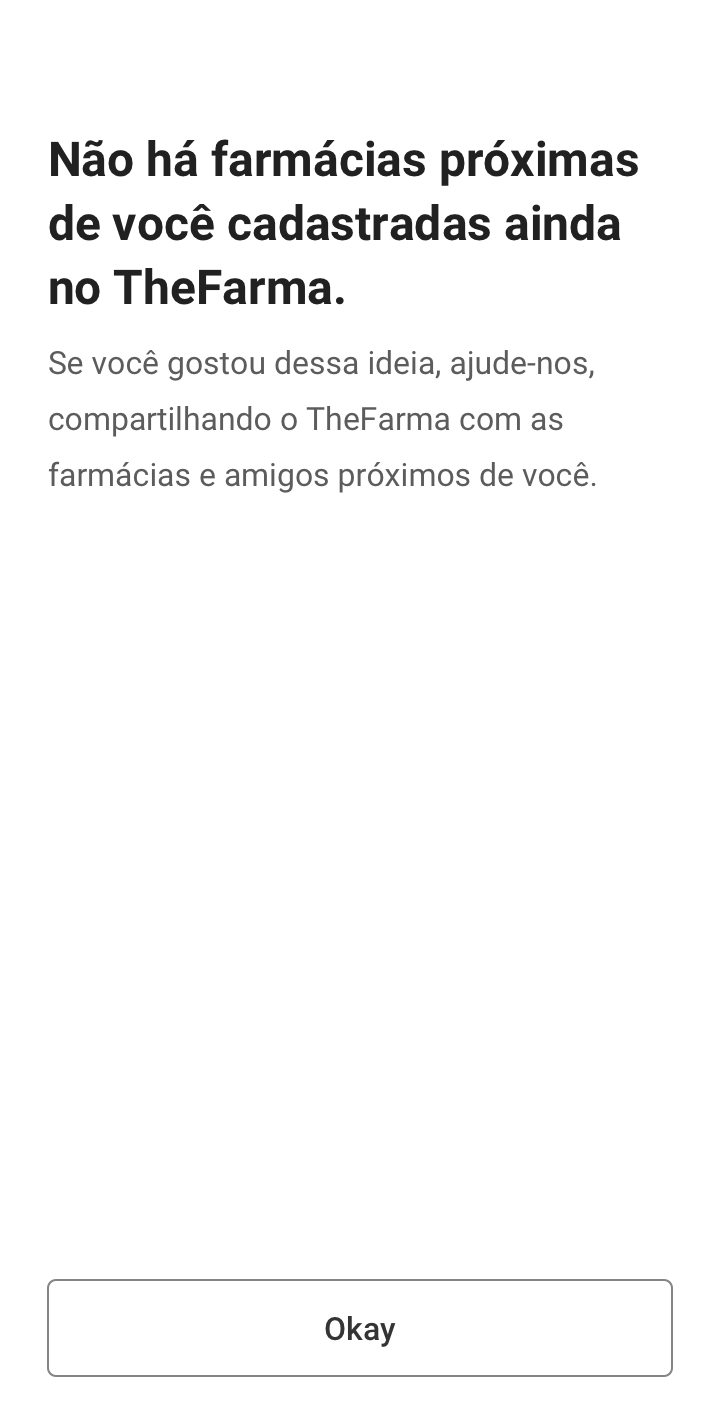 Não há farmácias próximas
de você cadastradas ainda
no TheFarma.
Se você gostou dessa ideia, ajude-nos,
compartilhando o TheFarma com as
farmácias e amigos próximos de você.
Okay